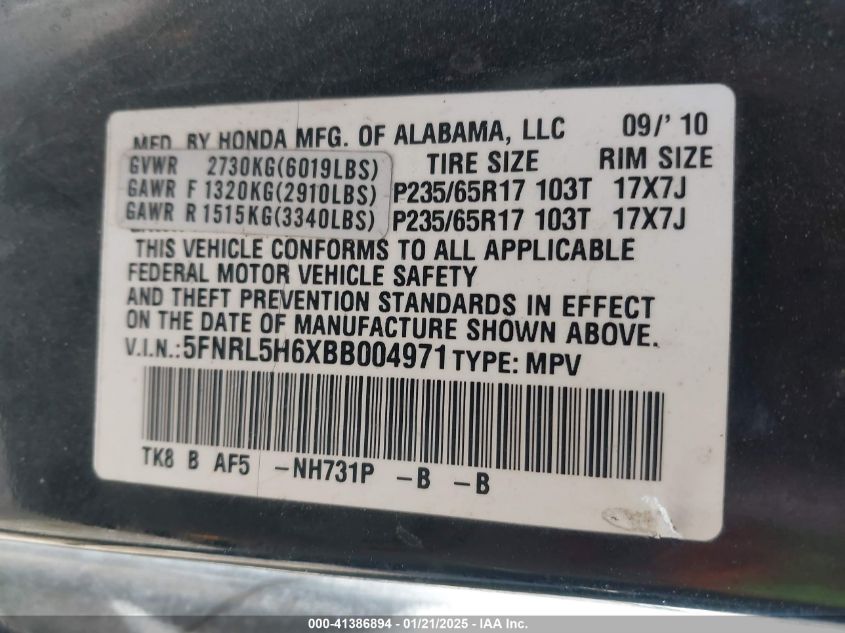 MFD. BY HONDA MFG. OF ALABAMA, LLC 09/'10
GVWR 2730KG(6019LBS) TIRE SIZE RIM SIZE
GAWR F 1320KG(2910LBS) P235/65R17 103T 17X7J
GAWR R 1515KG(3340LBS) P235/65R17 103T 17X7J
THIS VEHICLE CONFORMS TO ALL APPLICABLE
FEDERAL MOTOR VEHICLE SAFETY
AND THEFT PREVENTION STANDARDS IN EFFECT
ON THE DATE OF MANUFACTURE SHOWN ABOVE.
V.I.N.:5FNRL5H6XBB004971 TYPE: MPV
TK8 B AF5 -NH731P -B -B
000-41386894 - 01/21/2025 - IAA Inc.